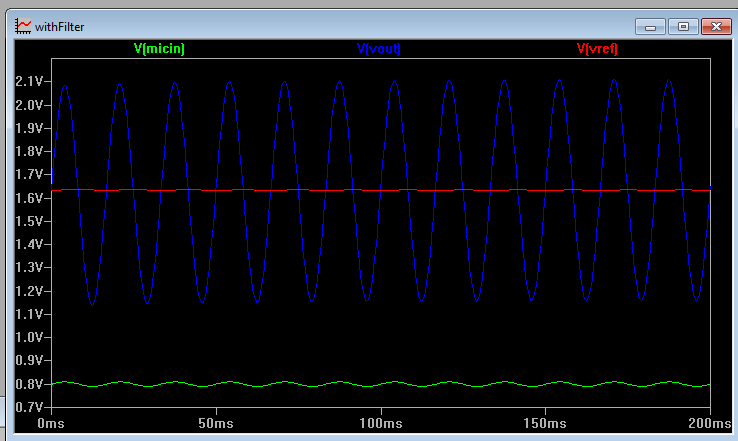 withFilter
V(micin) V(vout) V(vref)
2.1V
2.0V
1.9V
1.8V
1.7V
1.6V
1.5V
1.4V
1.3V
1.2V
1.1V
1.0V
0.9V
0.8V
0.7V
0ms 50ms 100ms 150ms 200ms